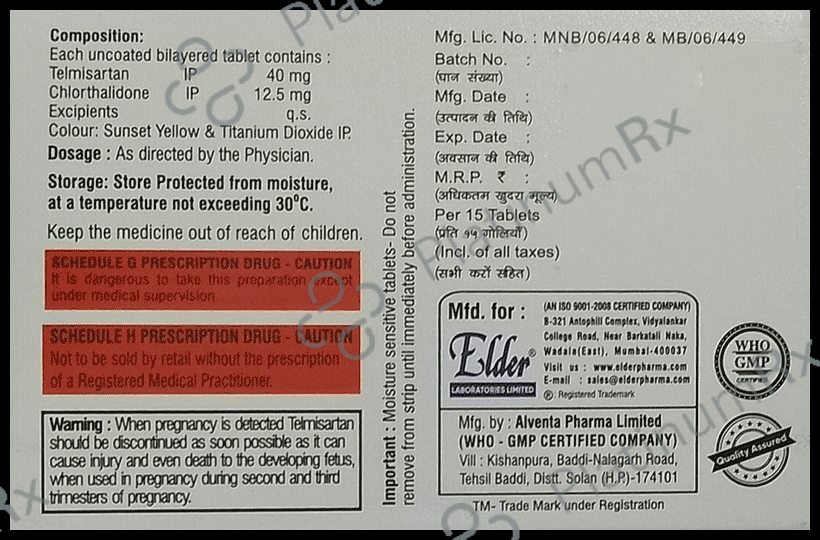 Composition:
Each uncoated bilayered tablet contains :
Telmisartan IP 40 mg
Chlorthalidone IP 12.5 mg
Excipients q.s.
Colour: Sunset Yellow & Titanium Dioxide IP.
Dosage : As directed by the Physician.
Storage: Store Protected from moisture,
at a temperature not exceeding 30°C.
Keep the medicine out of reach of children.
SCHEDULE G PRESCRIPTION DRUG - CAUTION
It is dangerous to take this preparation except
under medical supervision.
SCHEDULE H PRESCRIPTION DRUG - CAUTION
Not to be sold by retail without the prescription
of a Registered Medical Practitioner.
Warning : When pregnancy is detected Telmisartan
should be discontinued as soon possible as it can
cause injury and even death to the developing fetus,
when used in pregnancy during second and third
trimesters of pregnancy.
Important : Moisture sensitive tablets- Do not
remove from strip until immediately before administration.
Mfg. Lic. No. : MNB/06/448 & MB/06/449
Batch No. :
(घान संख्या)
Mfg. Date :
(उत्पादन की तिथि)
Exp. Date :
(अवसान की तिथि)
M.R.P. ₹ :
(अधिकतम खुदरा मूल्य)
Per 15 Tablets
(प्रति १५ गोलियाँ)
(Incl. of all taxes)
(सभी करों सहित)
Mfd. for :
Elder®
LABORATORIES LIMITED
(AN ISO 9001-2008 CERTIFIED COMPANY)
B-321 Antophill Complex, Vidyalankar
College Road, Near Barkatali Naka,
Wadala(East), Mumbai-400037
Visit us : www.elderpharma.com
E-mail : sales@elderpharma.com
®: Registered Trademark
Mfg. by : Alventa Pharma Limited
(WHO - GMP CERTIFIED COMPANY)
Vill : Kishanpura, Baddi-Nalagarh Road,
Tehsil Baddi, Distt. Solan (H.P.)-174101
TM- Trade Mark under Registration
WHO
GMP
CERTIFIED
Quality Assured
PlatinumRx